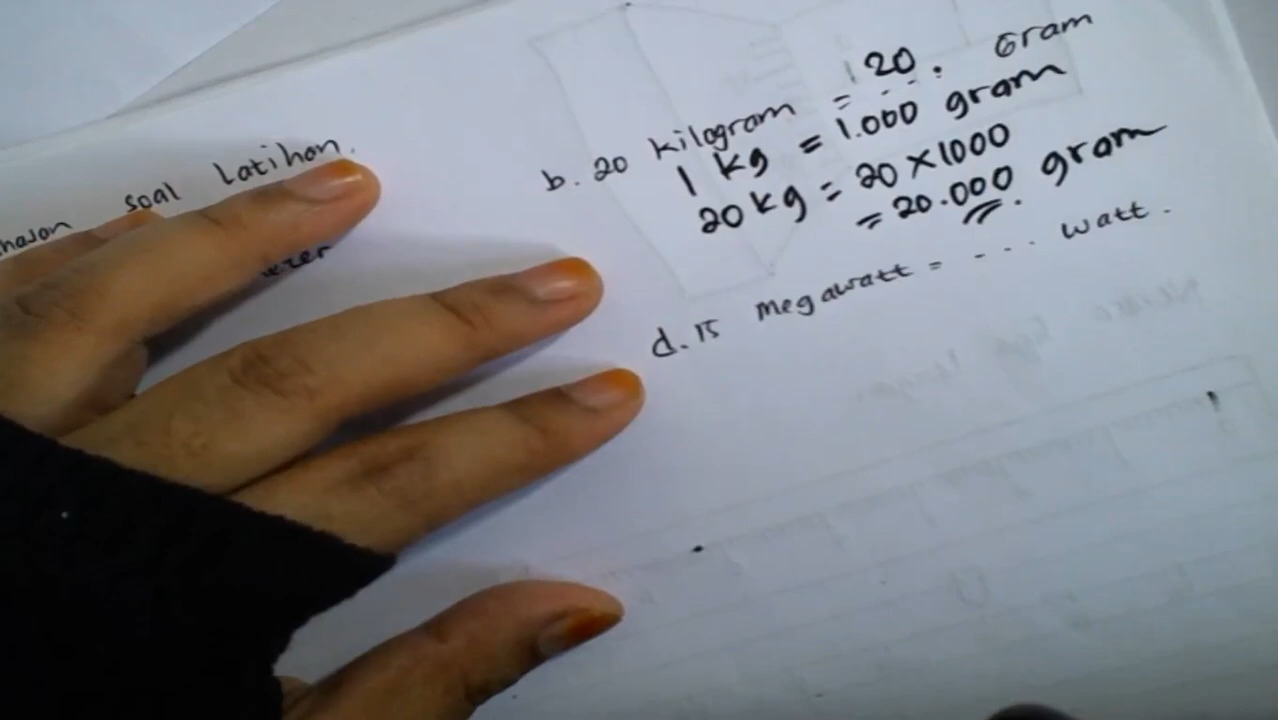 soal Latihan.
b. 20 kilogram = 20. Gram
1 kg = 1.000 gram
20 kg = 20 x 1000
= 20.000 gram
d. 15 megawatt = ... watt.